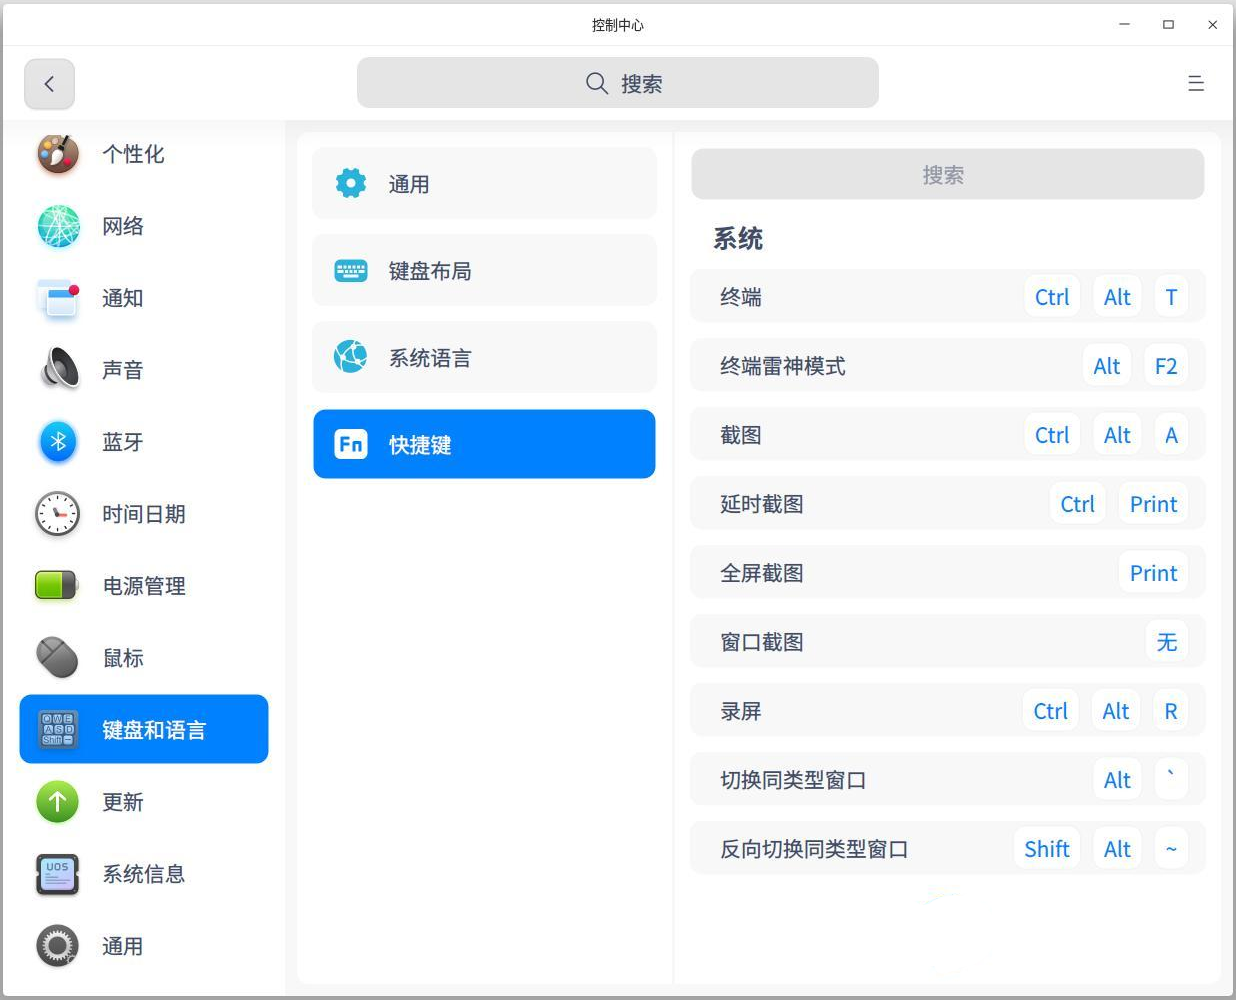 控制中心
搜索
个性化
网络
通知
声音
蓝牙
时间日期
电源管理
鼠标
键盘和语言
更新
UOS
系统信息
通用
通用
键盘布局
系统语言
Fn 快捷键
搜索
系统
终端 Ctrl Alt T
终端雷神模式 Alt F2
截图 Ctrl Alt A
延时截图 Ctrl Print
全屏截图 Print
窗口截图 无
录屏 Ctrl Alt R
切换同类型窗口 Alt `
反向切换同类型窗口 Shift Alt ~